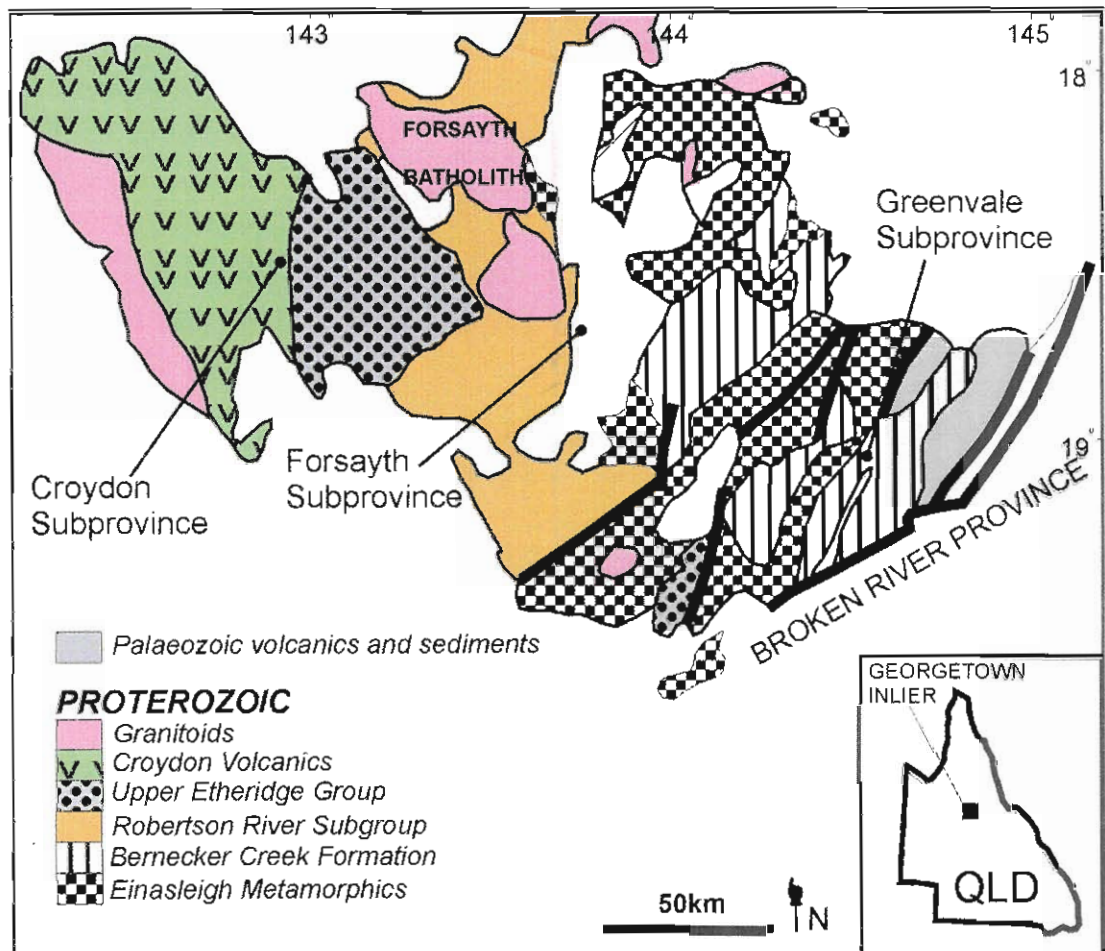 143
144
145°
18°
FORSAYTH
BATHOLITH
Greenvale
Subprovince
19°
Croydon
Subprovince
Forsayth
Subprovince
BROKEN RIVER PROVINCE
Palaeozoic volcanics and sediments
PROTEROZOIC
Granitoids
Croydon Volcanics
Upper Etheridge Group
Robertson River Subgroup
Bernecker Creek Formation
Einasleigh Metamorphics
50km
N
GEORGETOWN
INLIER
QLD